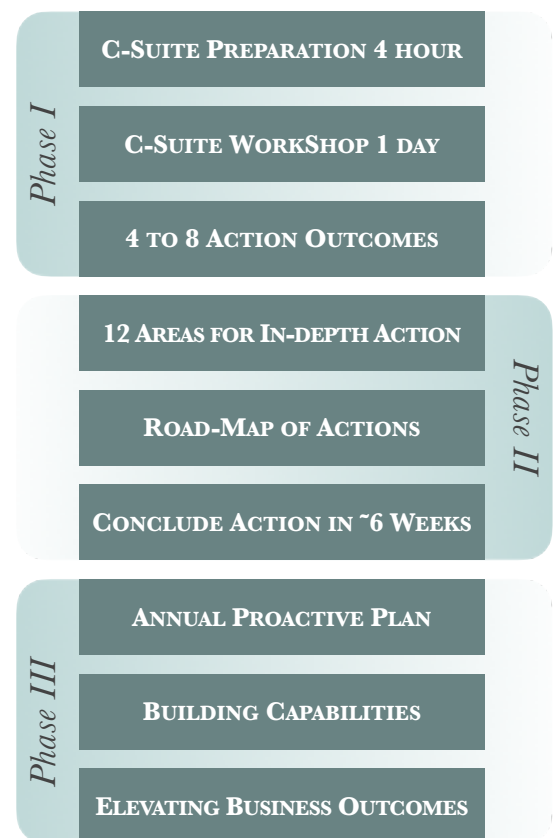 Phase I
C-SUITE PREPARATION 4 HOUR
C-SUITE WORKSHOP 1 DAY
4 TO 8 ACTION OUTCOMES
Phase II
12 AREAS FOR IN-DEPTH ACTION
ROAD-MAP OF ACTIONS
CONCLUDE ACTION IN ~6 WEEKS
Phase III
ANNUAL PROACTIVE PLAN
BUILDING CAPABILITIES
ELEVATING BUSINESS OUTCOMES